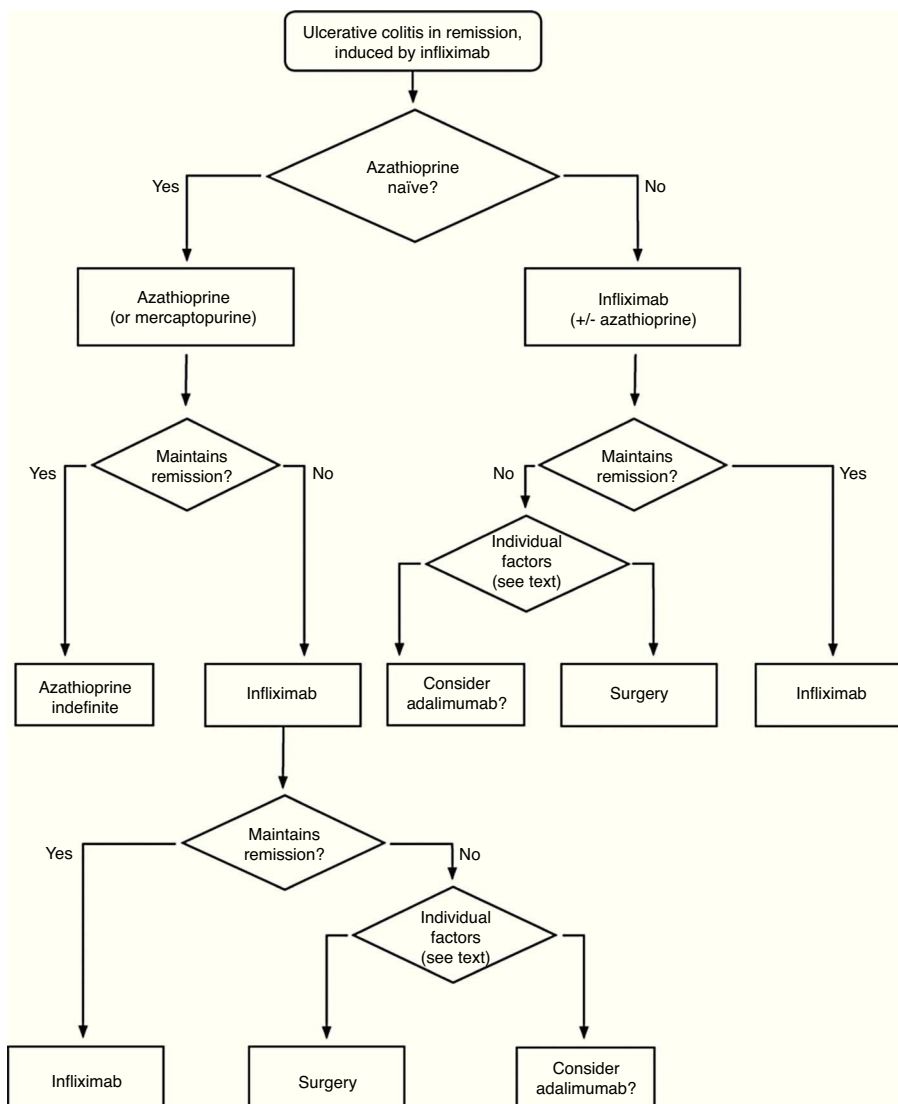 Ulcerative colitis in remission,
induced by infliximab
Azathioprine
naïve?
Yes
No
Azathioprine
(or mercaptopurine)
Infliximab
(+/- azathioprine)
Maintains
remission?
Yes
No
Maintains
remission?
No
Yes
Individual
factors
(see text)
Azathioprine
indefinite
Infliximab
Consider
adalimumab?
Surgery
Infliximab
Maintains
remission?
Yes
No
Individual
factors
(see text)
Infliximab
Surgery
Consider
adalimumab?